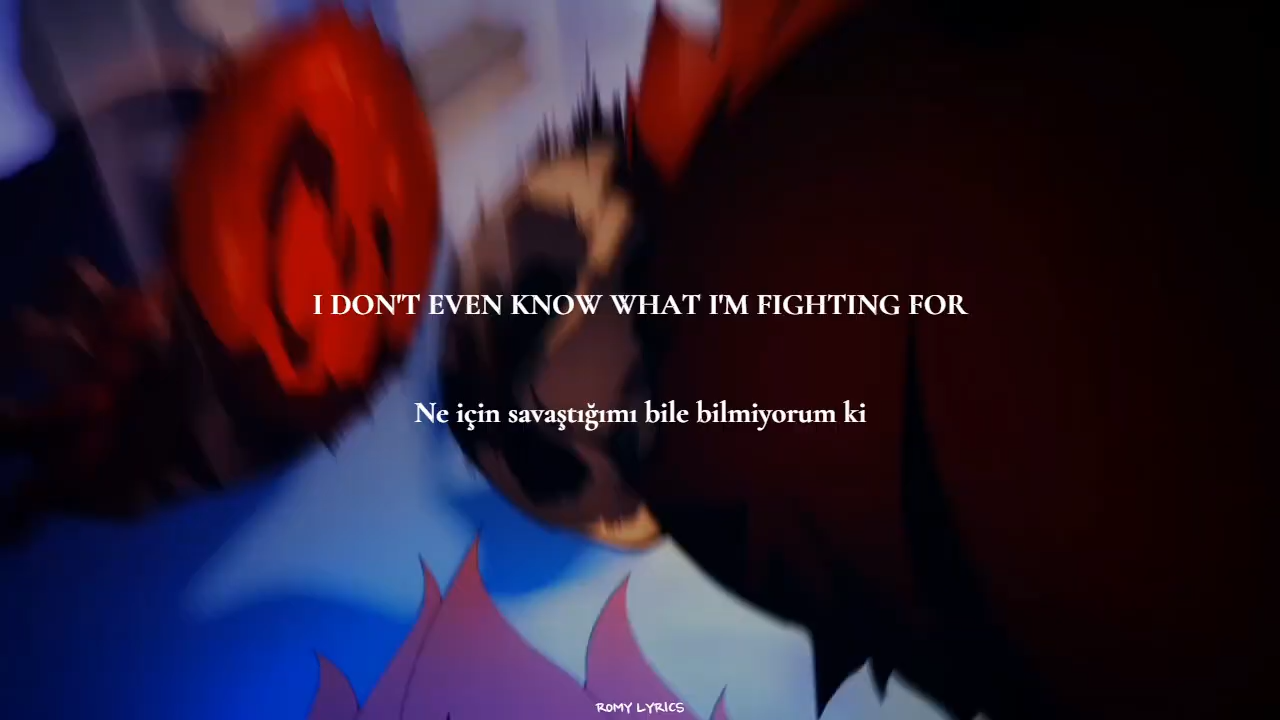 I DON'T EVEN KNOW WHAT I'M FIGHTING FOR
Ne için savaştığımı bile bilmiyorum ki
ROMY LYRICS